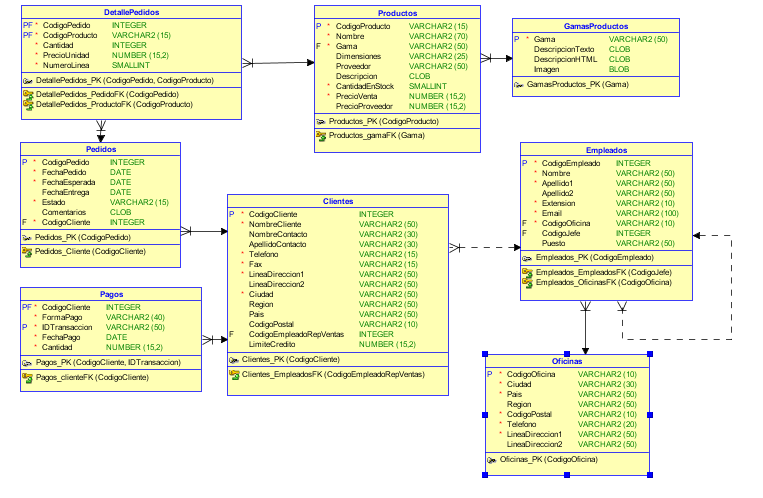 DetallePedidos
PF * CodigoPedido INTEGER
PF * CodigoProducto VARCHAR2 (15)
* Cantidad INTEGER
* PrecioUnidad NUMBER (15,2)
* NumeroLinea SMALLINT
DetallePedidos_PK (CodigoPedido, CodigoProducto)
DetallePedidos_PedidoFK (CodigoPedido)
DetallePedidos_ProductoFK (CodigoProducto)
Productos
P * CodigoProducto VARCHAR2 (15)
* Nombre VARCHAR2 (70)
F * Gama VARCHAR2 (50)
Dimensiones VARCHAR2 (25)
Proveedor VARCHAR2 (50)
Descripcion CLOB
* CantidadEnStock SMALLINT
* PrecioVenta NUMBER (15,2)
PrecioProveedor NUMBER (15,2)
Productos_PK (CodigoProducto)
Productos_gamaFK (Gama)
GamasProductos
P * Gama VARCHAR2 (50)
DescripcionTexto CLOB
DescripcionHTML CLOB
Imagen BLOB
GamasProductos_PK (Gama)
Pedidos
P * CodigoPedido INTEGER
* FechaPedido DATE
* FechaEsperada DATE
FechaEntrega DATE
* Estado VARCHAR2 (15)
Comentarios CLOB
F * CodigoCliente INTEGER
Pedidos_PK (CodigoPedido)
Pedidos_Cliente (CodigoCliente)
Clientes
P * CodigoCliente INTEGER
* NombreCliente VARCHAR2 (50)
NombreContacto VARCHAR2 (30)
ApellidoContacto VARCHAR2 (30)
* Telefono VARCHAR2 (15)
* Fax VARCHAR2 (15)
* LineaDireccion1 VARCHAR2 (50)
LineaDireccion2 VARCHAR2 (50)
* Ciudad VARCHAR2 (50)
Region VARCHAR2 (50)
Pais VARCHAR2 (50)
CodigoPostal VARCHAR2 (10)
F CodigoEmpleadoRepVentas INTEGER
LimiteCredito NUMBER (15,2)
Clientes_PK (CodigoCliente)
Clientes_EmpleadosFK (CodigoEmpleadoRepVentas)
Empleados
P * CodigoEmpleado INTEGER
* Nombre VARCHAR2 (50)
* Apellido1 VARCHAR2 (50)
Apellido2 VARCHAR2 (50)
* Extension VARCHAR2 (10)
* Email VARCHAR2 (100)
F * CodigoOficina VARCHAR2 (10)
F CodigoJefe INTEGER
Puesto VARCHAR2 (50)
Empleados_PK (CodigoEmpleado)
Empleados_EmpleadosFK (CodigoJefe)
Empleados_OficinasFK (CodigoOficina)
Pagos
PF * CodigoCliente INTEGER
* FormaPago VARCHAR2 (40)
P * IDTransaccion VARCHAR2 (50)
* FechaPago DATE
* Cantidad NUMBER (15,2)
Pagos_PK (CodigoCliente, IDTransaccion)
Pagos_clienteFK (CodigoCliente)
Oficinas
P * CodigoOficina VARCHAR2 (10)
* Ciudad VARCHAR2 (30)
* Pais VARCHAR2 (50)
Region VARCHAR2 (50)
* CodigoPostal VARCHAR2 (10)
* Telefono VARCHAR2 (20)
* LineaDireccion1 VARCHAR2 (50)
LineaDireccion2 VARCHAR2 (50)
Oficinas_PK (CodigoOficina)